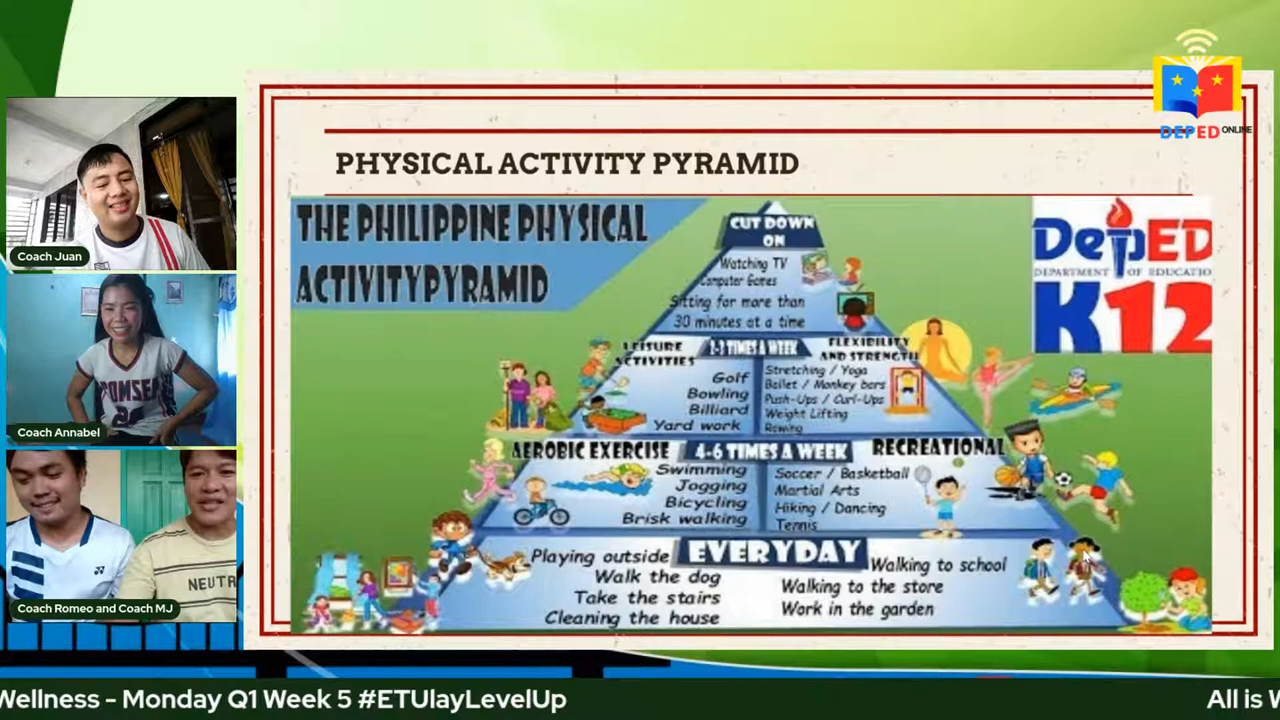 DEPED ONLINE
PHYSICAL ACTIVITY PYRAMID
THE PHILIPPINE PHYSICAL
ACTIVITY PYRAMID
DepED
DEPARTMENT OF EDUCATIO
K12
CUT DOWN
ON
Watching TV
Computer Games
Sitting for more than
30 minutes at a time
LEISURE
ACTIVITIES
2-3 TIMES A WEEK
FLEXIBILITY
AND STRENGTH
Golf
Bowling
Billiard
Yard work
Stretching / Yoga
Ballet / Monkey bars
Push-Ups / Curl-Ups
Weight Lifting
Rowing
AEROBIC EXERCISE
4-6 TIMES A WEEK
RECREATIONAL
Swimming
Jogging
Bicycling
Brisk walking
Soccer / Basketball
Martial Arts
Hiking / Dancing
Tennis
EVERYDAY
Playing outside
Walk the dog
Take the stairs
Cleaning the house
Walking to school
Walking to the store
Work in the garden
Coach Juan
Coach Annabel
NEUTR
Coach Romeo and Coach MJ
Wellness - Monday Q1 Week 5 #ETUlayLevelUp
All is W